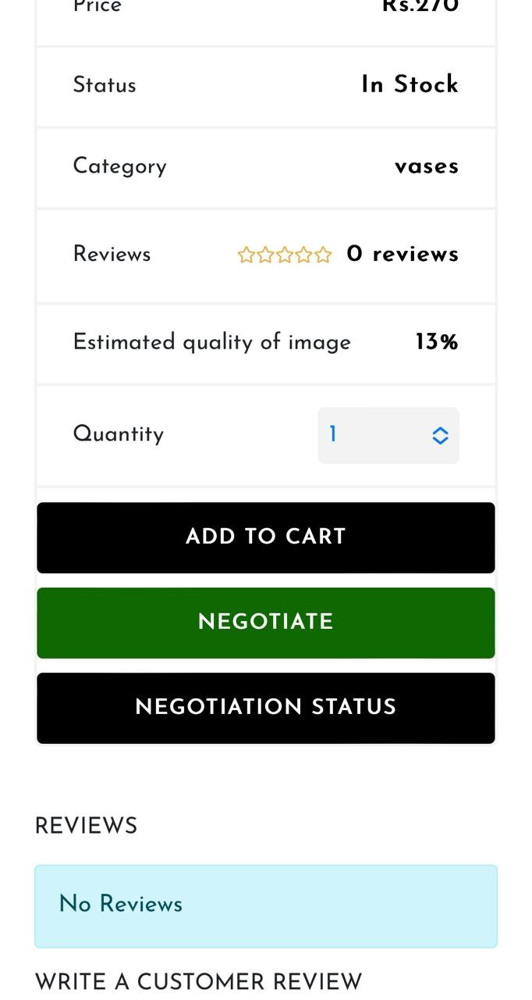 Price Rs.270
Status In Stock
Category vases
Reviews 0 reviews
Estimated quality of image 13%
Quantity 1
ADD TO CART
NEGOTIATE
NEGOTIATION STATUS
REVIEWS
No Reviews
WRITE A CUSTOMER REVIEW